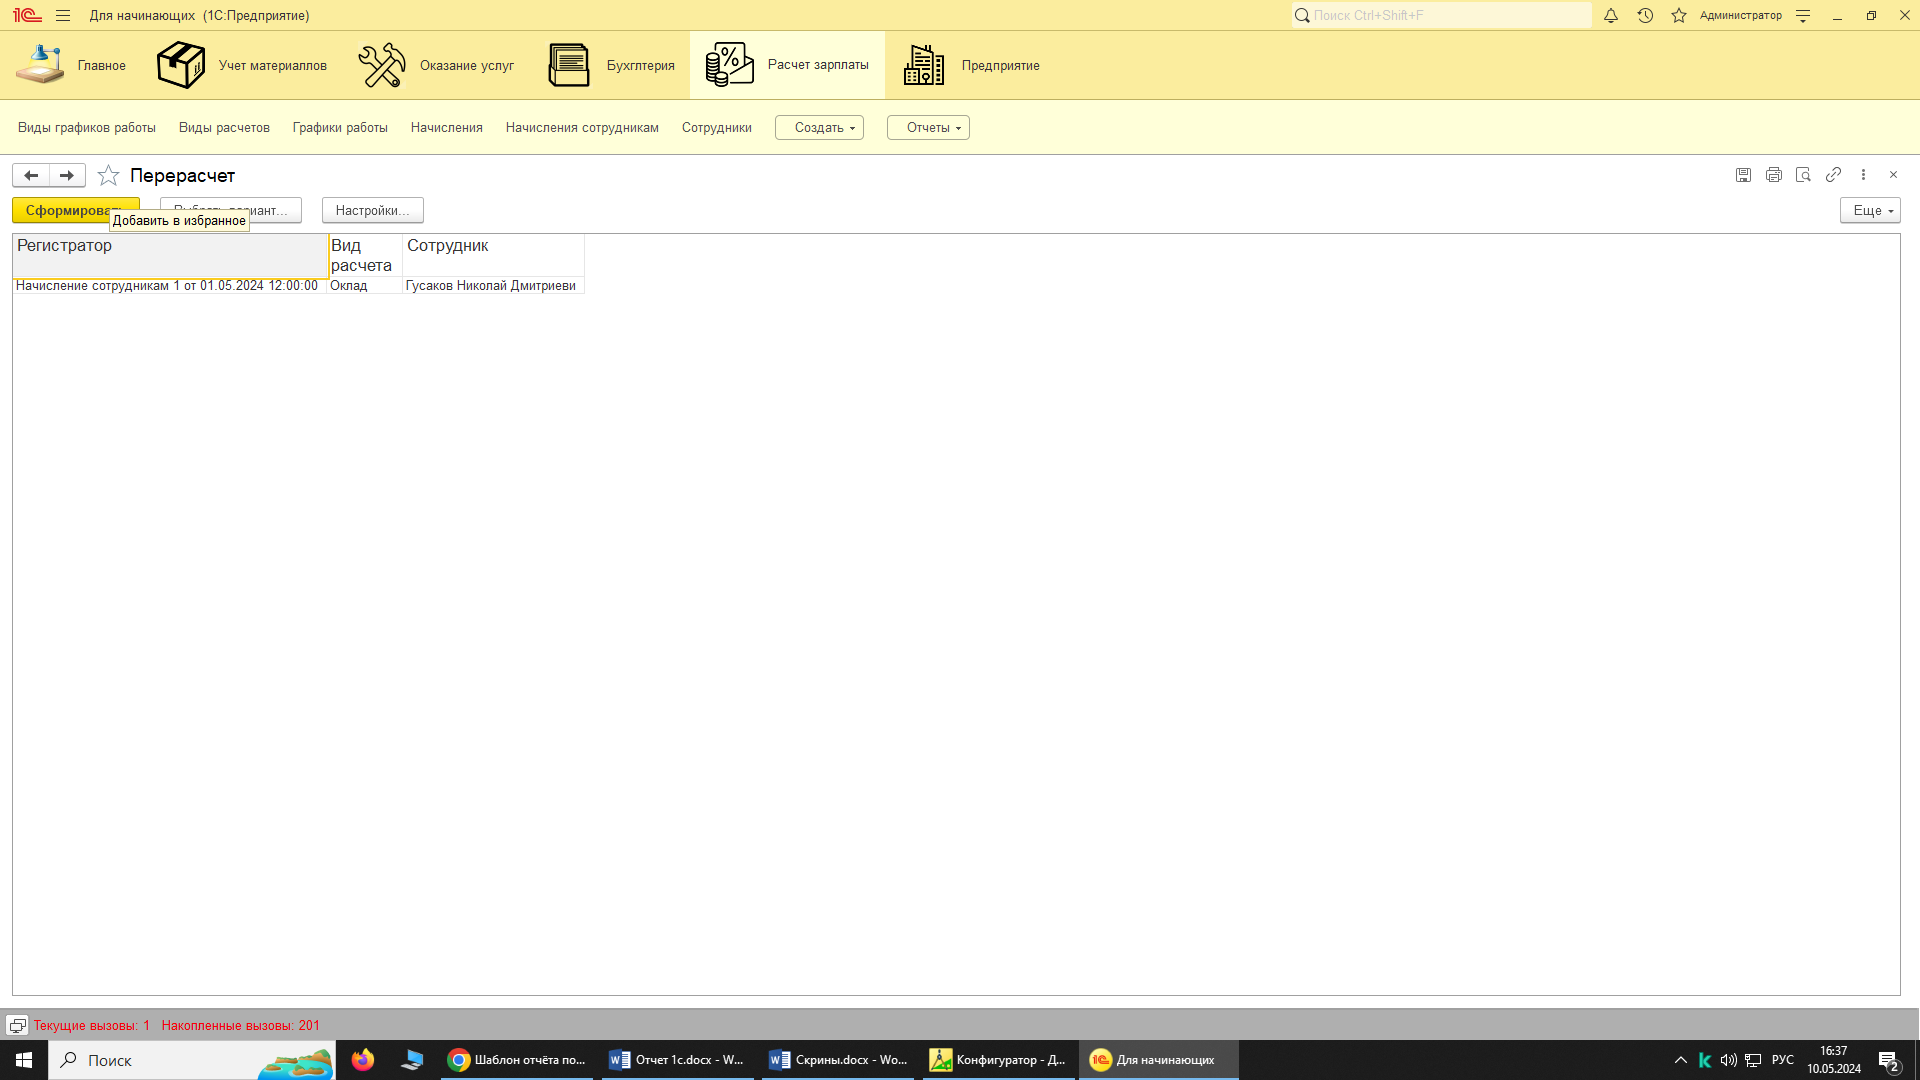 Для начинающих (1С:Предприятие)
Поиск Ctrl+Shift+F
Администратор
Главное
Учет материаллов
Оказание услуг
Бухглтерия
Расчет зарплаты
Предприятие
Виды графиков работы
Виды расчетов
Графики работы
Начисления
Начисления сотрудникам
Сотрудники
Создать
Отчеты
Перерасчет
Сформировать
Настройки...
Еще
Добавить в избранное
Регистратор
Вид расчета
Сотрудник
Начисление сотрудникам 1 от 01.05.2024 12:00:00
Оклад
Гусаков Николай Дмитриеви
Текущие вызовы: 1 Накопленные вызовы: 201
Поиск
Шаблон отчёта по...
Отчет 1с.docx - W...
Скрины.docx - Wo...
Конфигуратор - Д...
Для начинающих
РУС
16:37
10.05.2024
2